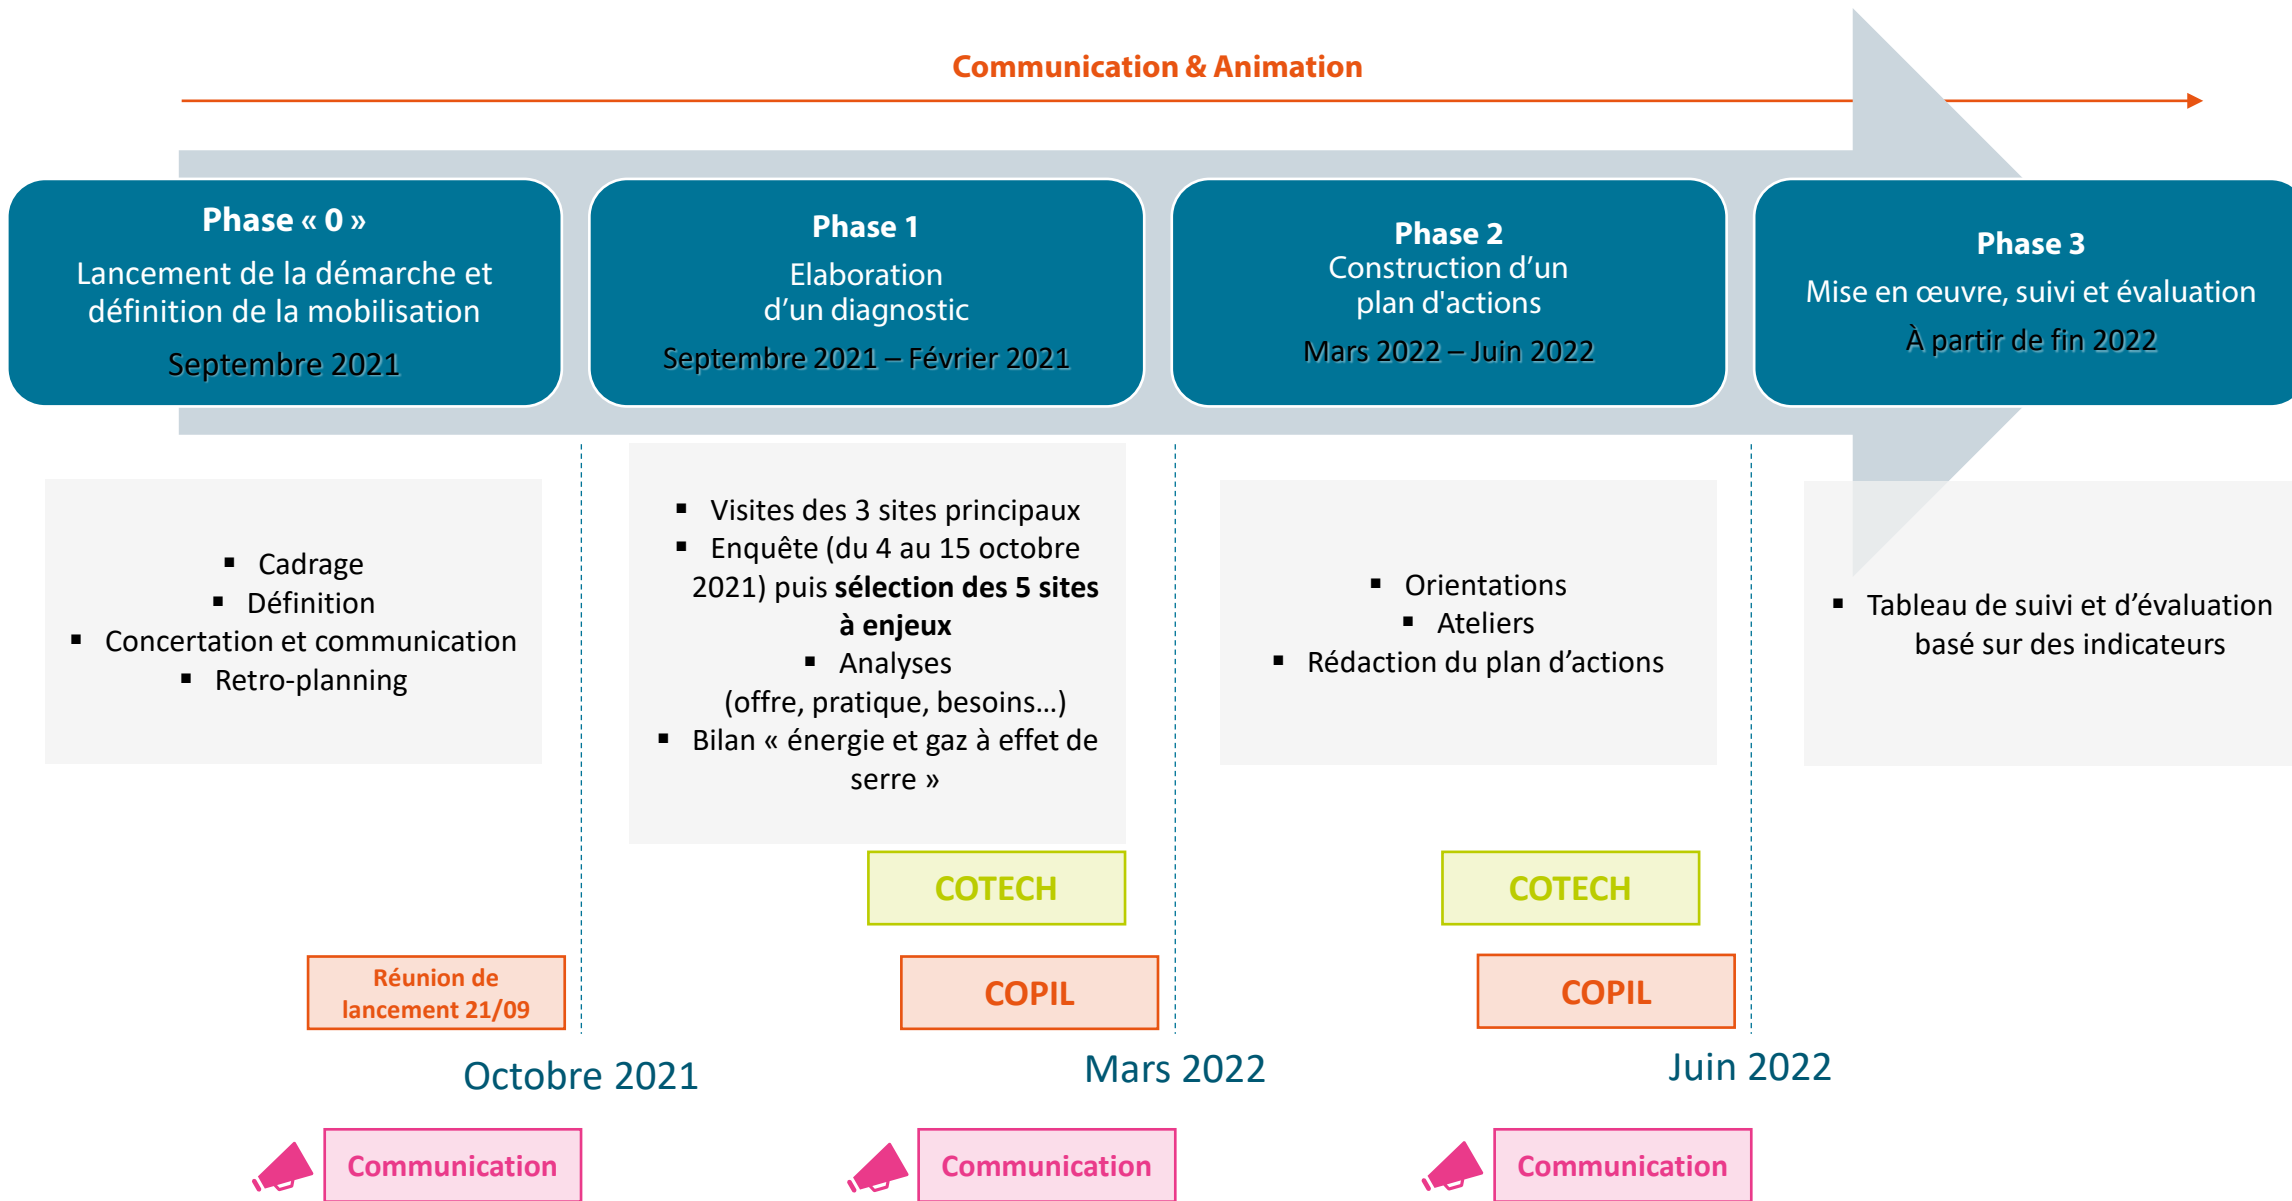 Communication & Animation
Phase « 0 »
Lancement de la démarche et
définition de la mobilisation
Septembre 2021
Phase 1
Elaboration
d’un diagnostic
Septembre 2021 – Février 2021
Phase 2
Construction d’un
plan d'actions
Mars 2022 – Juin 2022
Phase 3
Mise en œuvre, suivi et évaluation
À partir de fin 2022
▪ Cadrage
▪ Définition
▪ Concertation et communication
▪ Retro-planning
▪ Visites des 3 sites principaux
▪ Enquête (du 4 au 15 octobre
2021) puis sélection des 5 sites
à enjeux
▪ Analyses
(offre, pratique, besoins…)
▪ Bilan « énergie et gaz à effet de
serre »
▪ Orientations
▪ Ateliers
▪ Rédaction du plan d’actions
▪ Tableau de suivi et d’évaluation
basé sur des indicateurs
COTECH
COTECH
Réunion de
lancement 21/09
COPIL
COPIL
Octobre 2021
Mars 2022
Juin 2022
Communication
Communication
Communication